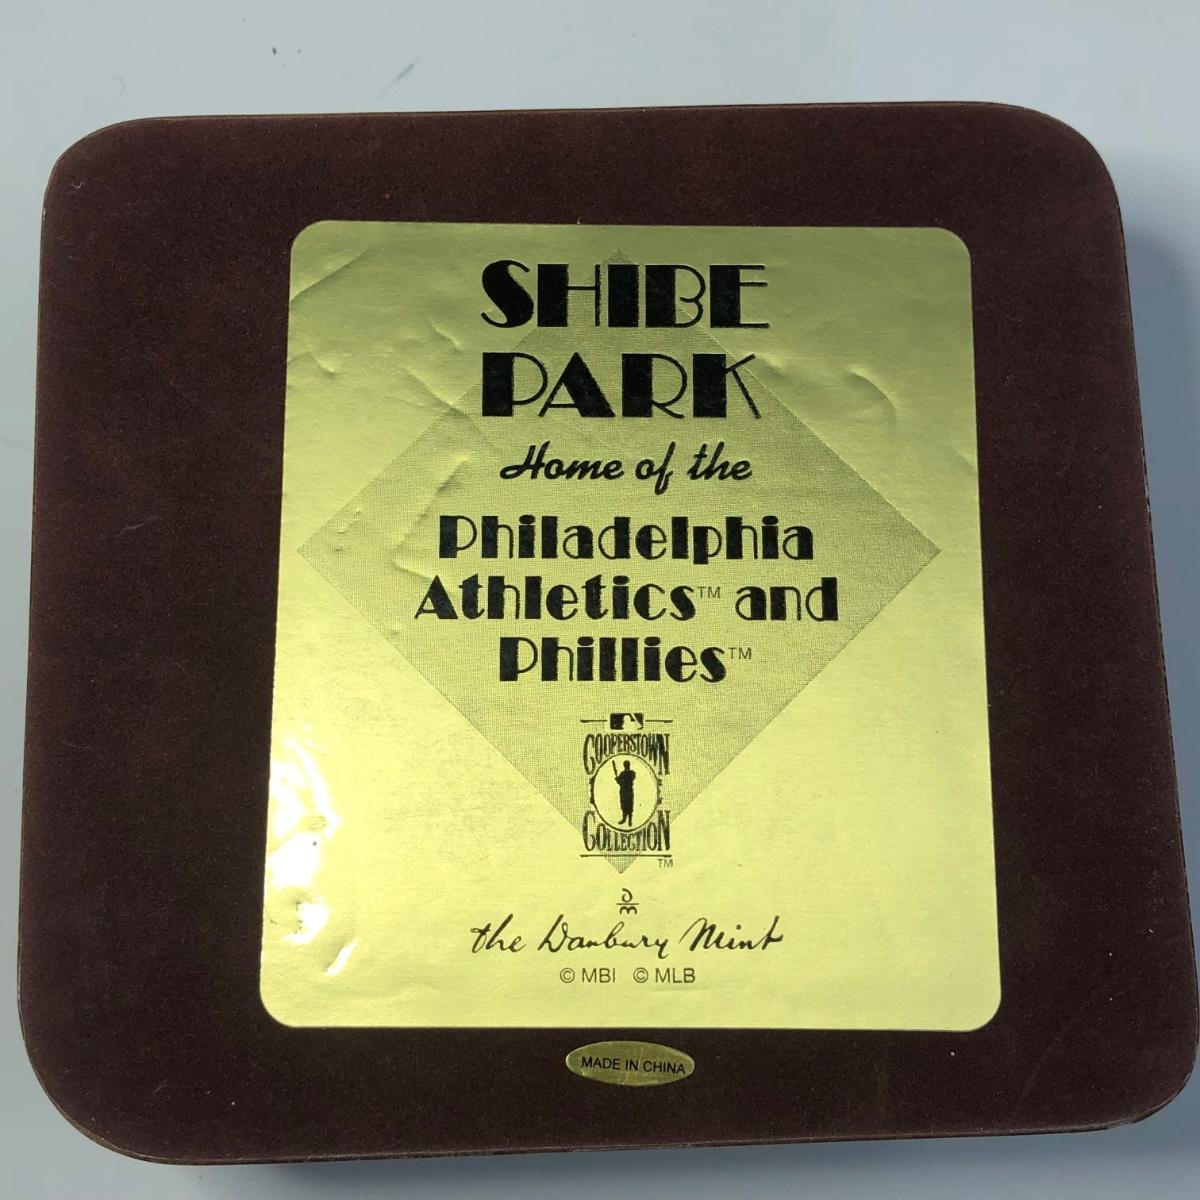 SHIBE
PARK
Home of the
Philadelphia
Athletics™ and
Phillies™
COOPERSTOWN
COLLECTION
TM
dm
the Danbury Mint
© MBI © MLB
MADE IN CHINA